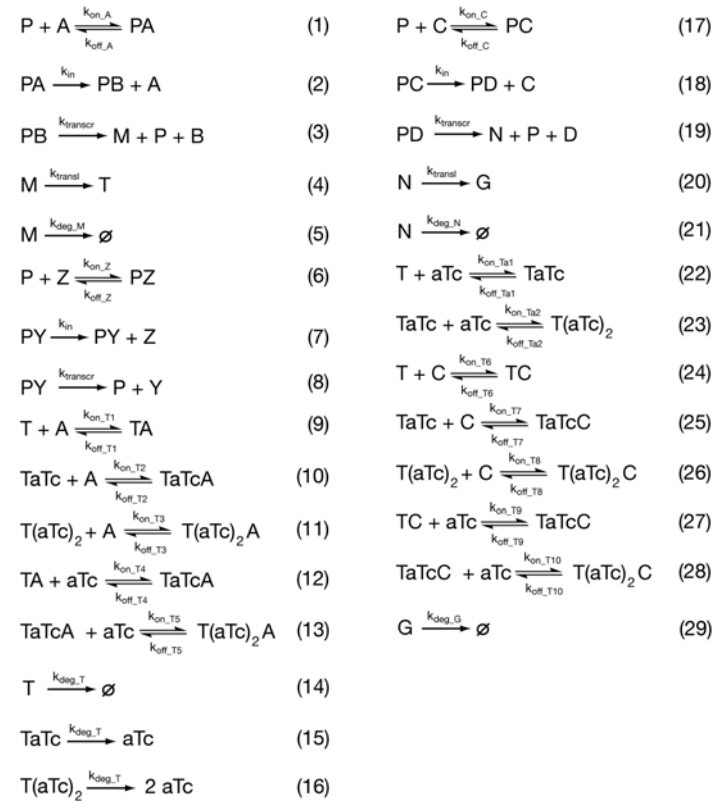 P + A ⇌ PA (1)
k_on_A
k_off_A
PA → PB + A (2)
k_in
PB → M + P + B (3)
k_transcr
M → T (4)
k_transl
M → ∅ (5)
k_deg_M
P + Z ⇌ PZ (6)
k_on_Z
k_off_Z
PY → PY + Z (7)
k_in
PY → P + Y (8)
k_transcr
T + A ⇌ TA (9)
k_on_T1
k_off_T1
TaTc + A ⇌ TaTcA (10)
k_on_T2
k_off_T2
T(aTc)₂ + A ⇌ T(aTc)₂A (11)
k_on_T3
k_off_T3
TA + aTc ⇌ TaTcA (12)
k_on_T4
k_off_T4
TaTcA + aTc ⇌ T(aTc)₂A (13)
k_on_T5
k_off_T5
T → ∅ (14)
k_deg_T
TaTc → aTc (15)
k_deg_T
T(aTc)₂ → 2 aTc (16)
k_deg_T
P + C ⇌ PC (17)
k_on_C
k_off_C
PC → PD + C (18)
k_in
PD → N + P + D (19)
k_transcr
N → G (20)
k_transl
N → ∅ (21)
k_deg_N
T + aTc ⇌ TaTc (22)
k_on_Ta1
k_off_Ta1
TaTc + aTc ⇌ T(aTc)₂ (23)
k_on_Ta2
k_off_Ta2
T + C ⇌ TC (24)
k_on_T6
k_off_T6
TaTc + C ⇌ TaTcC (25)
k_on_T7
k_off_T7
T(aTc)₂ + C ⇌ T(aTc)₂C (26)
k_on_T8
k_off_T8
TC + aTc ⇌ TaTcC (27)
k_on_T9
k_off_T9
TaTcC + aTc ⇌ T(aTc)₂C (28)
k_on_T10
k_off_T10
G → ∅ (29)
k_deg_G